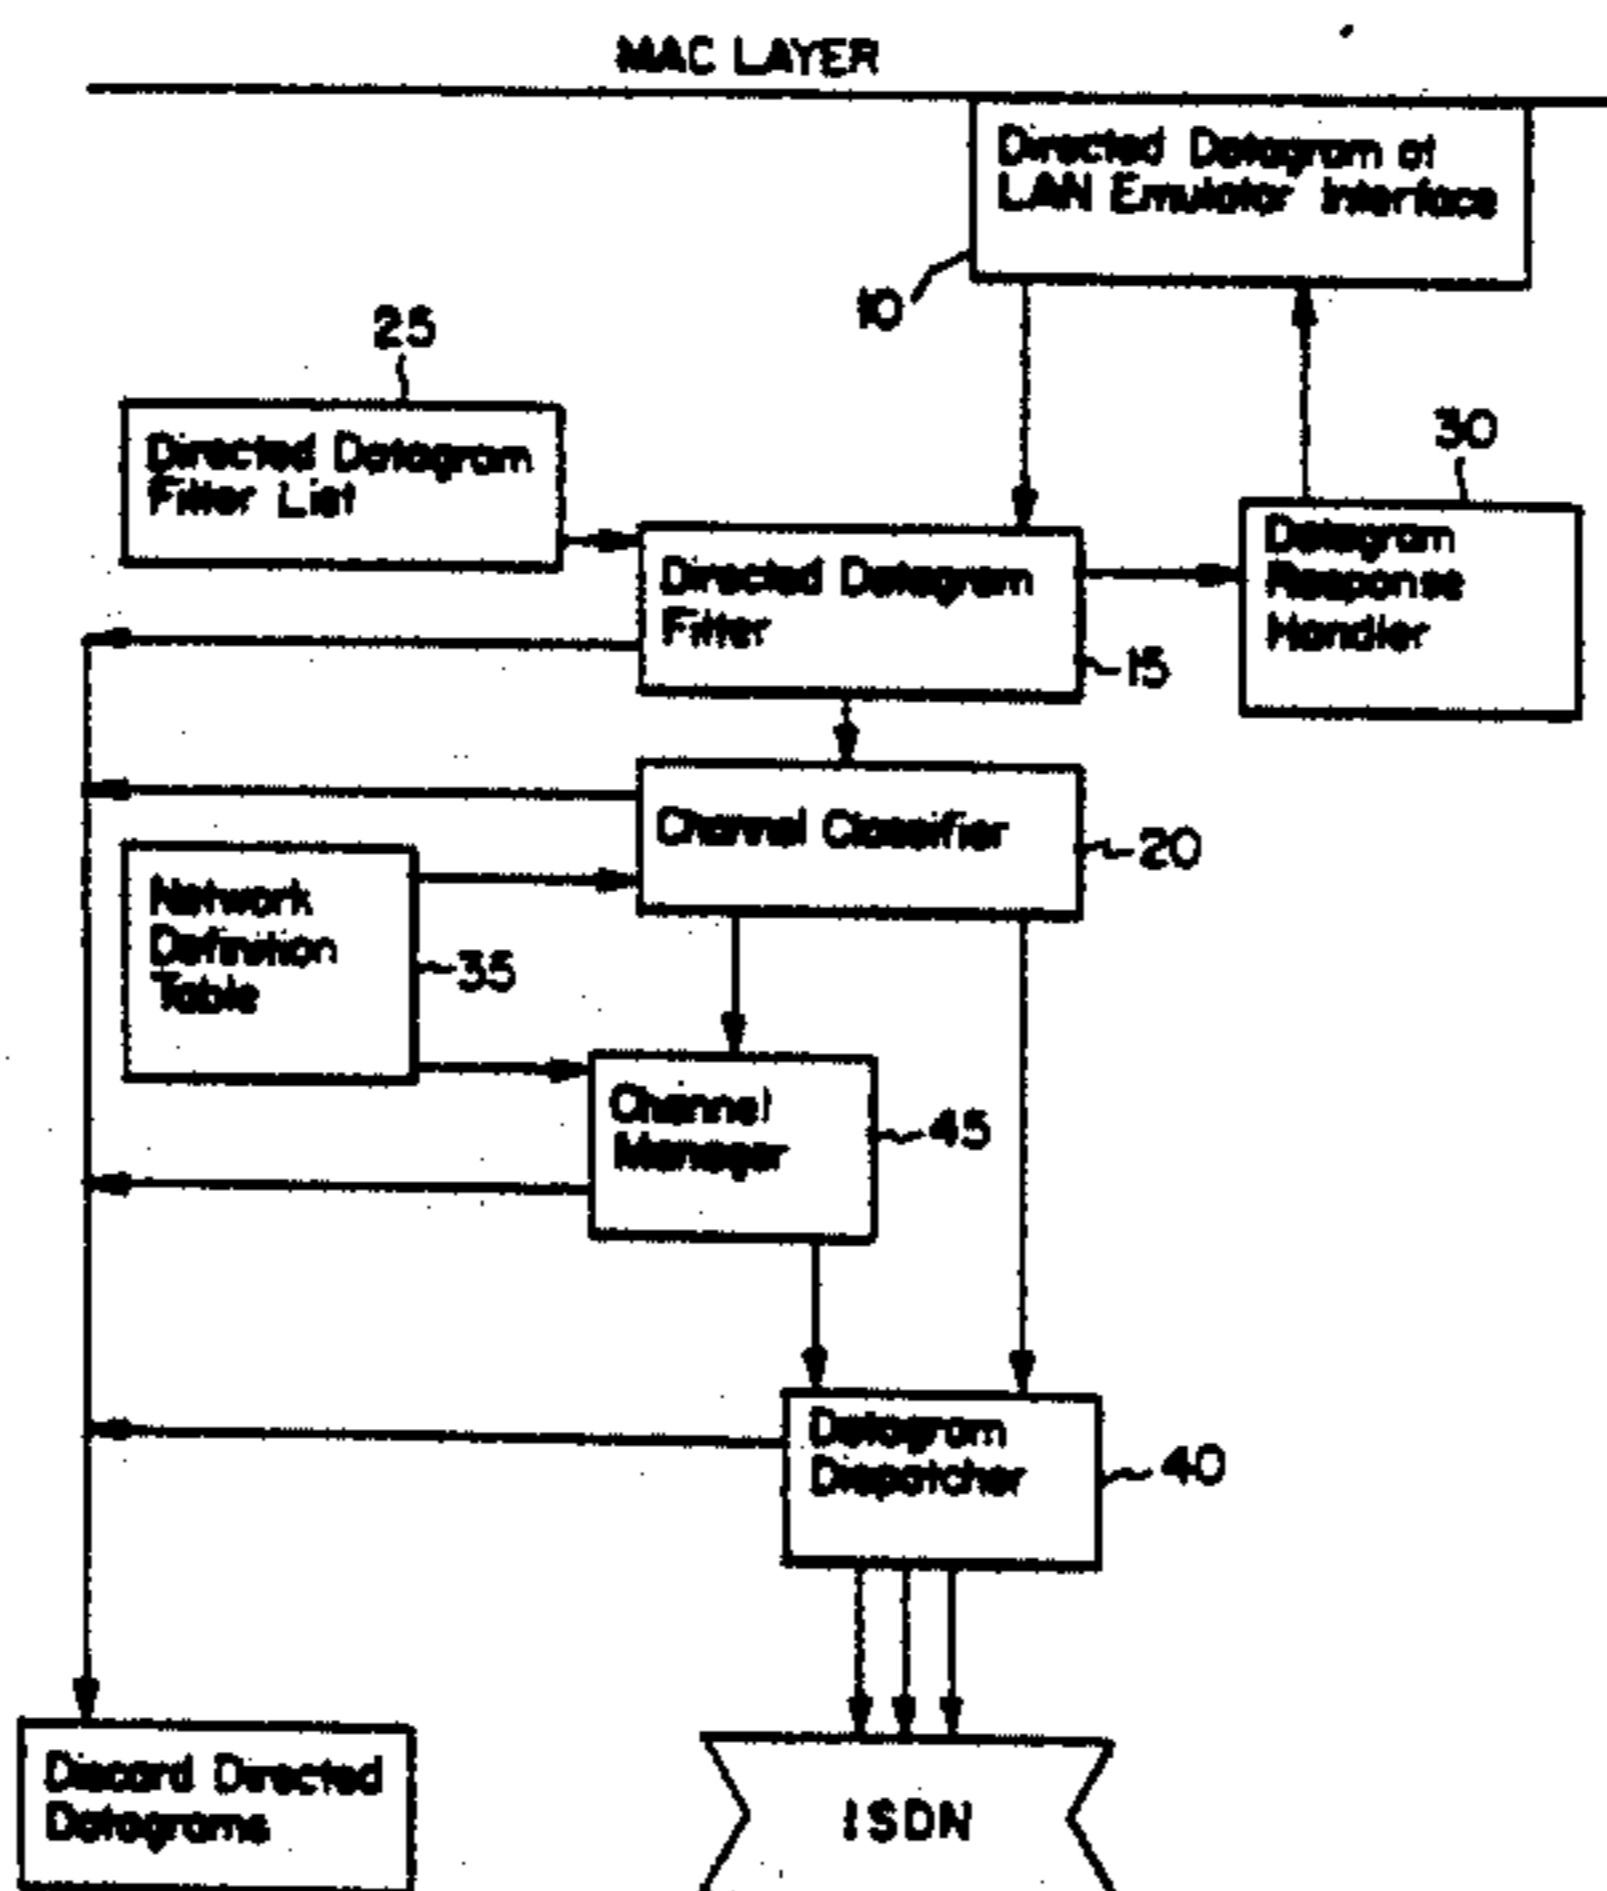 MAC LAYER
Directed Datagram at
LAN Emulator Interface
10
25
Directed Datagram
Filter List
30
Datagram
Response
Handler
Directed Datagram
Filter
15
Channel Classifier
20
Network
Definition
Table
35
Channel
Manager
45
Datagram
Dispatcher
40
Discard Directed
Datagrams
ISDN